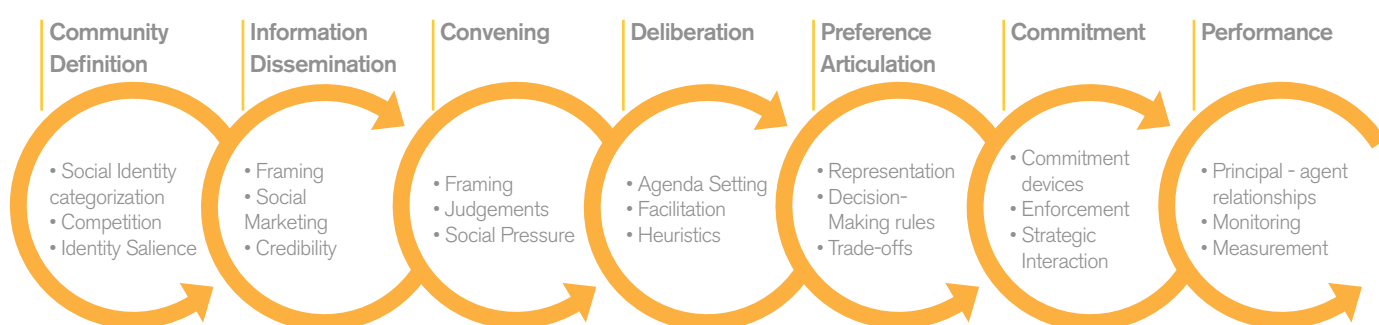 Community
Definition
Information
Dissemination
Convening
Deliberation
Preference
Articulation
Commitment
Performance
• Social Identity
categorization
• Competition
• Identity Salience
• Framing
• Social
Marketing
• Credibility
• Framing
• Judgements
• Social Pressure
• Agenda Setting
• Facilitation
• Heuristics
• Representation
• Decision-
Making rules
• Trade-offs
• Commitment
devices
• Enforcement
• Strategic
Interaction
• Principal - agent
relationships
• Monitoring
• Measurement